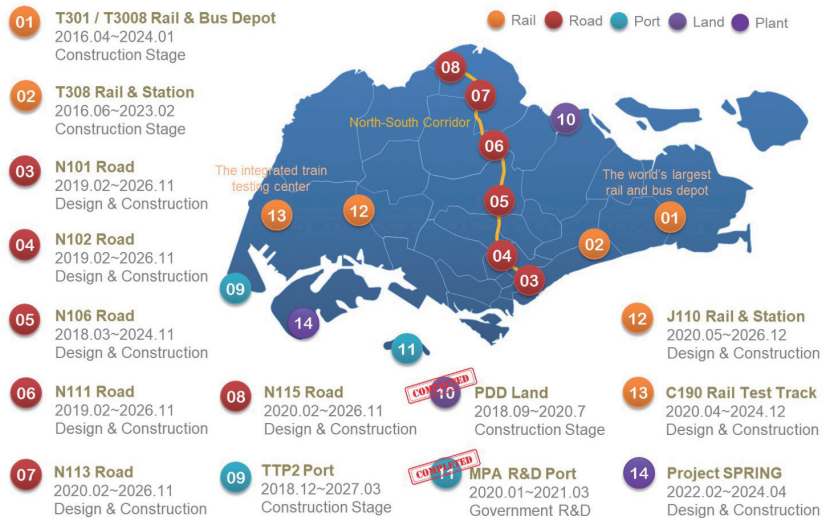 01 T301 / T3008 Rail & Bus Depot
2016.04~2024.01
Construction Stage
02 T308 Rail & Station
2016.06~2023.02
Construction Stage
03 N101 Road
2019.02~2026.11
Design & Construction
04 N102 Road
2019.02~2026.11
Design & Construction
05 N106 Road
2018.03~2024.11
Design & Construction
06 N111 Road
2019.02~2026.11
Design & Construction
07 N113 Road
2020.02~2026.11
Design & Construction
Rail Road Port Land Plant
08
07
North-South Corridor
10
06
The integrated train
testing center
The world's largest
rail and bus depot
05
13
12
01
02
04
03
09
14
11
08 N115 Road
2020.02~2026.11
Design & Construction
09 TTP2 Port
2018.12~2027.03
Construction Stage
COMPLETED
10 PDD Land
2018.09~2020.7
Construction Stage
COMPLETED
11 MPA R&D Port
2020.01~2021.03
Government R&D
12 J110 Rail & Station
2020.05~2026.12
Design & Construction
13 C190 Rail Test Track
2020.04~2024.12
Design & Construction
14 Project SPRING
2022.02~2024.04
Design & Construction